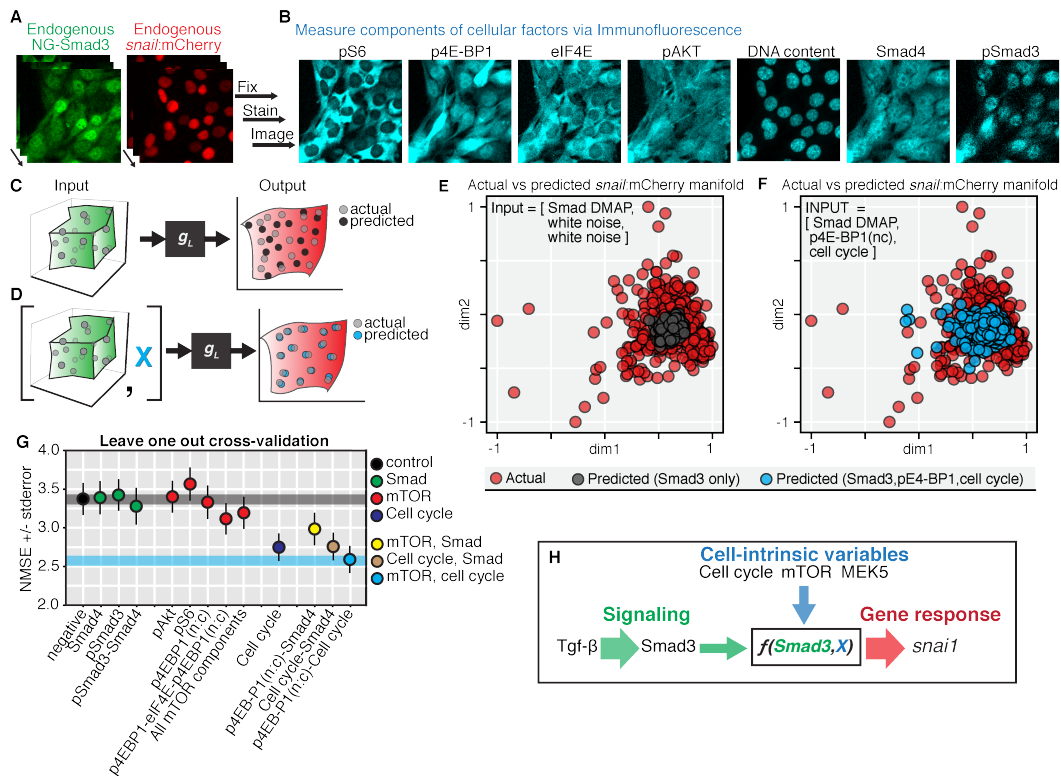 A
Endogenous
NG-Smad3
Endogenous
snail:mCherry
Fix
Stain
Image
B
Measure components of cellular factors via Immunofluorescence
pS6
p4E-BP1
eIF4E
pAKT
DNA content
Smad4
pSmad3
C
Input
Output
gL
actual
predicted
D
X
,
gL
actual
predicted
E
Actual vs predicted snail:mCherry manifold
Input = [ Smad DMAP,
white noise,
white noise ]
dim2
1
-1
-1
dim1
1
F
Actual vs predicted snail:mCherry manifold
INPUT =
[ Smad DMAP,
p4E-BP1(nc),
cell cycle ]
dim2
1
-1
-1
dim1
1
Actual
Predicted (Smad3 only)
Predicted (Smad3,pE4-BP1,cell cycle)
G
Leave one out cross-validation
NMSE +/- stderror
4.0
3.5
3.0
2.5
2.0
negative
Smad4
pSmad3
pSmad3-Smad4
pAkt
pS6
p4EBP1(n:c)
p4EBP1-eIF4E-p4EBP1(n:c)
All mTOR components
Cell cycle
p4EB-P1(n:c)-Smad4
Cell cycle-Smad4
p4EB-P1(n:c)-Cell cycle
control
Smad
mTOR
Cell cycle
mTOR, Smad
Cell cycle, Smad
mTOR, cell cycle
H
Cell-intrinsic variables
Cell cycle mTOR MEK5
Signaling
Gene response
Tgf-β
Smad3
f(Smad3,X)
snai1